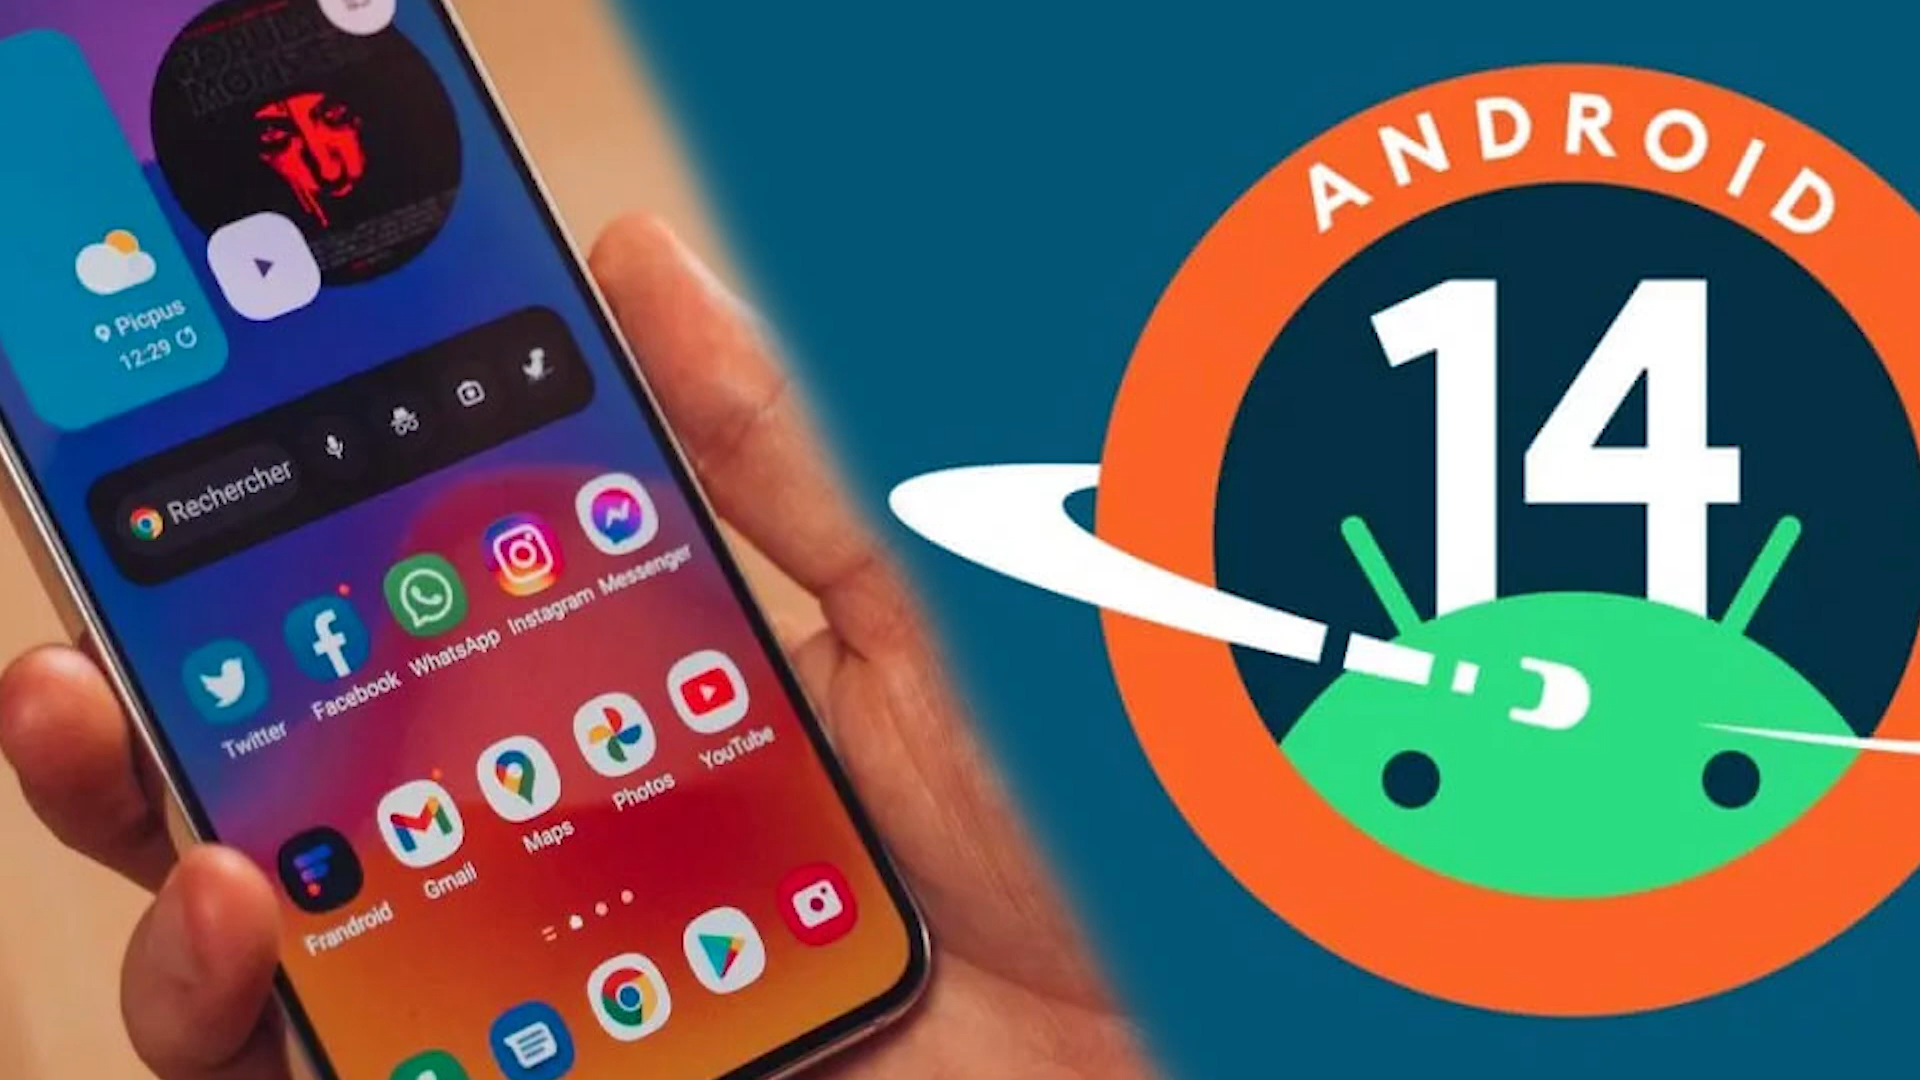 Picpus
12:29
Rechercher
Twitter
Facebook
WhatsApp
Instagram
Messenger
Frandroid
Gmail
Maps
Photos
YouTube
ANDROID
14